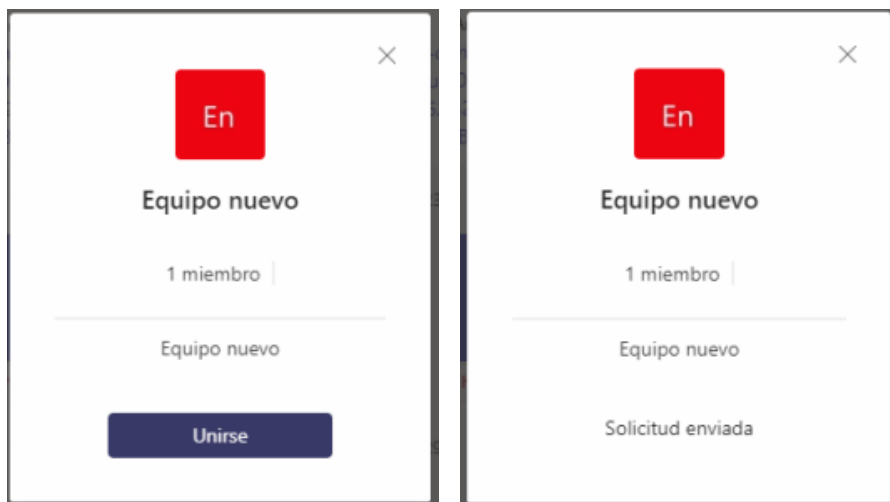 En
Equipo nuevo
1 miembro
Equipo nuevo
Unirse
En
Equipo nuevo
1 miembro
Equipo nuevo
Solicitud enviada